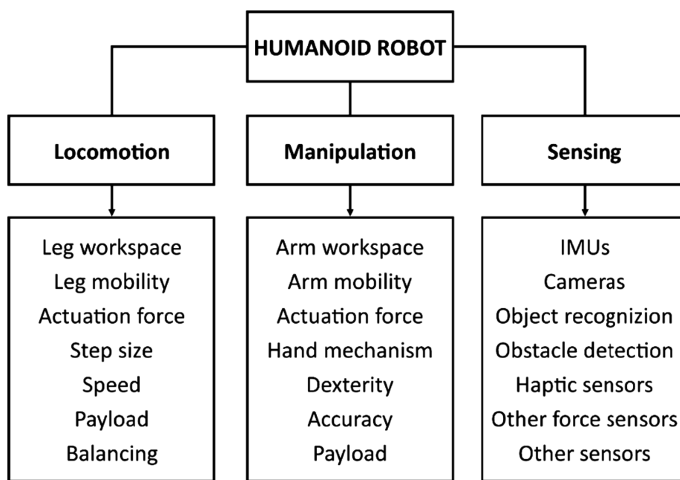 HUMANOID ROBOT
Locomotion
Manipulation
Sensing
Leg workspace
Leg mobility
Actuation force
Step size
Speed
Payload
Balancing
Arm workspace
Arm mobility
Actuation force
Hand mechanism
Dexterity
Accuracy
Payload
IMUs
Cameras
Object recognizion
Obstacle detection
Haptic sensors
Other force sensors
Other sensors